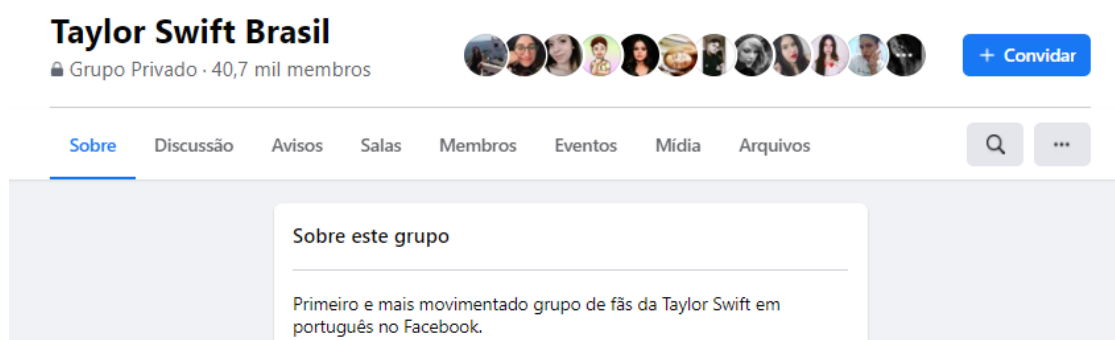 Taylor Swift Brasil
Grupo Privado · 40,7 mil membros
+ Convidar
Sobre Discussão Avisos Salas Membros Eventos Mídia Arquivos
Sobre este grupo
Primeiro e mais movimentado grupo de fãs da Taylor Swift em
português no Facebook.